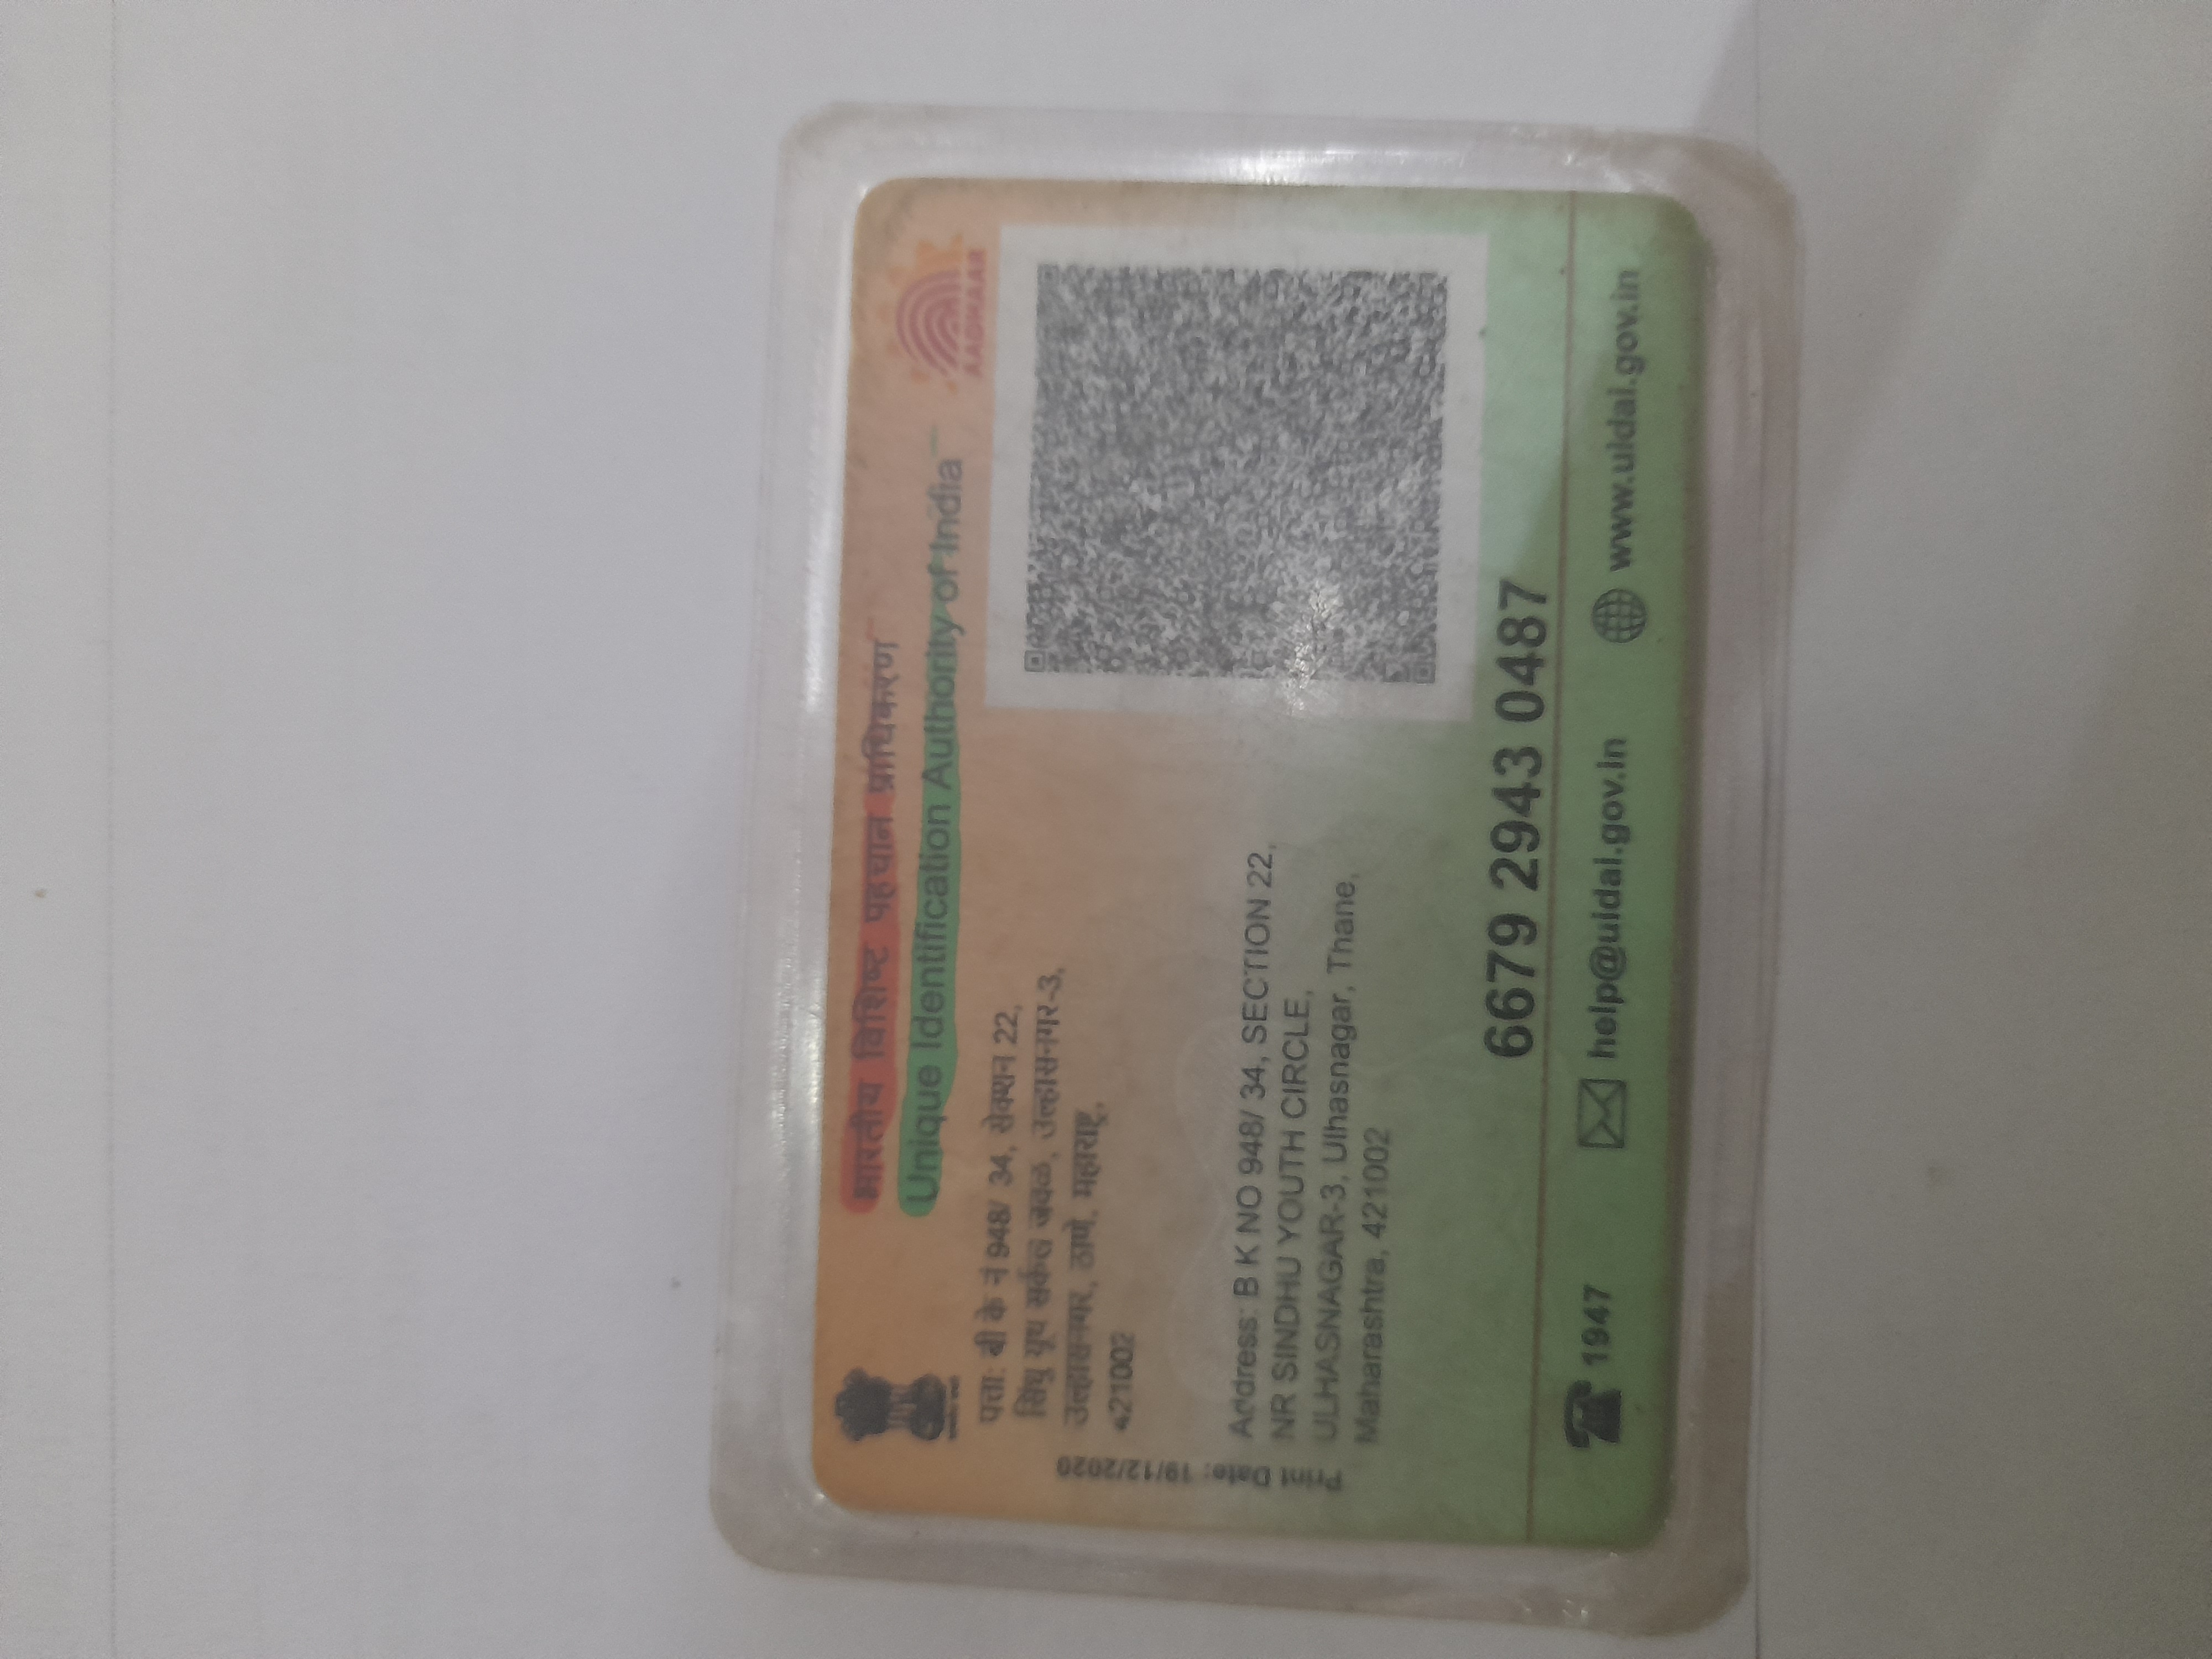 भारतीय विशिष्ट पहचान प्राधिकरण
Unique Identification Authority of India
AADHAAR
पत्ता: बी के नं 948/ 34, सेक्शन 22,
सिंधु यूथ सर्कल जवळ, उल्हासनगर-3,
उल्हासनगर, ठाणे, महाराष्ट्र,
421002
Address: B K NO 948/ 34, SECTION 22,
NR SINDHU YOUTH CIRCLE,
ULHASNAGAR-3, Ulhasnagar, Thane,
Maharashtra, 421002
Print Date: 19/12/2020
6679 2943 0487
1947
help@uidai.gov.in
www.uidai.gov.in